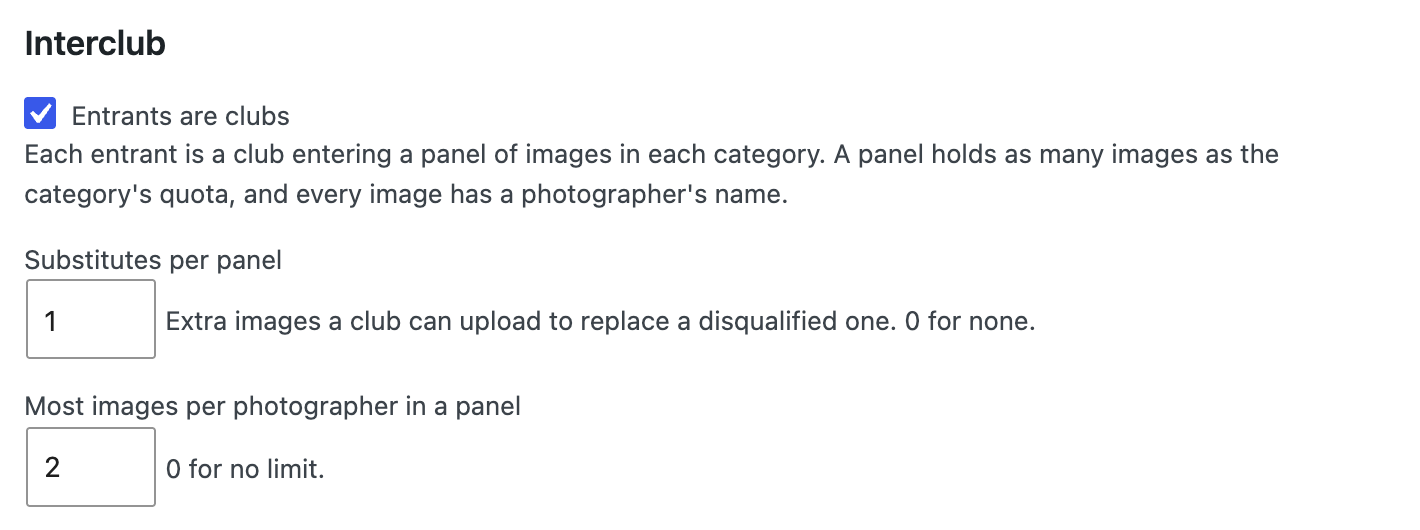 Interclub
Entrants are clubs
Each entrant is a club entering a panel of images in each category. A panel holds as many images as the
category's quota, and every image has a photographer's name.
Substitutes per panel
1 Extra images a club can upload to replace a disqualified one. 0 for none.
Most images per photographer in a panel
2 0 for no limit.